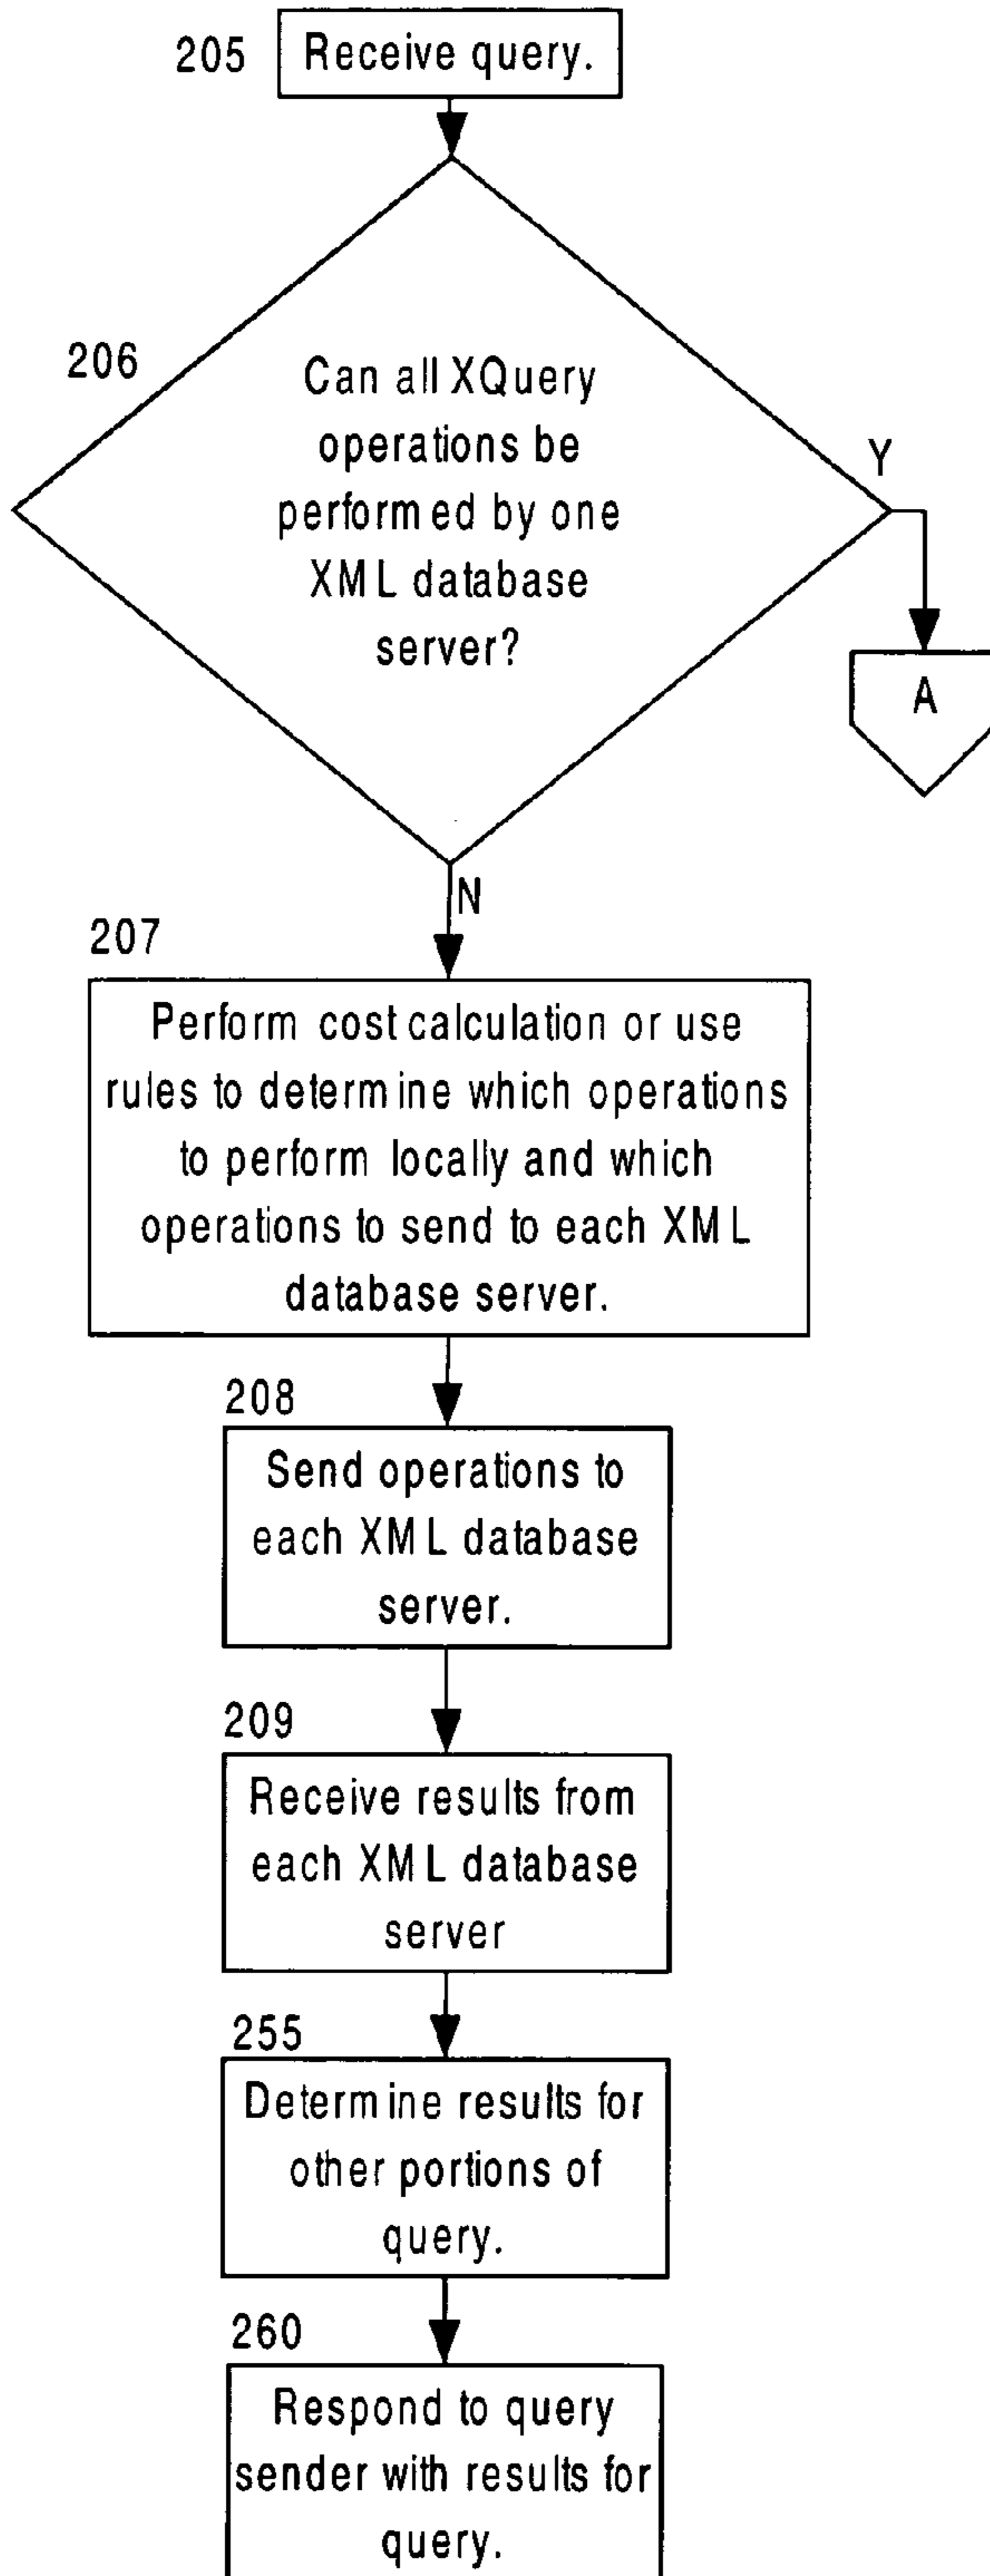 205
Receive query.
206
Can all XQuery
operations be
performed by one
XML database
server?
Y
A
N
207
Perform cost calculation or use
rules to determine which operations
to perform locally and which
operations to send to each XML
database server.
208
Send operations to
each XML database
server.
209
Receive results from
each XML database
server
255
Determine results for
other portions of
query.
260
Respond to query
sender with results for
query.